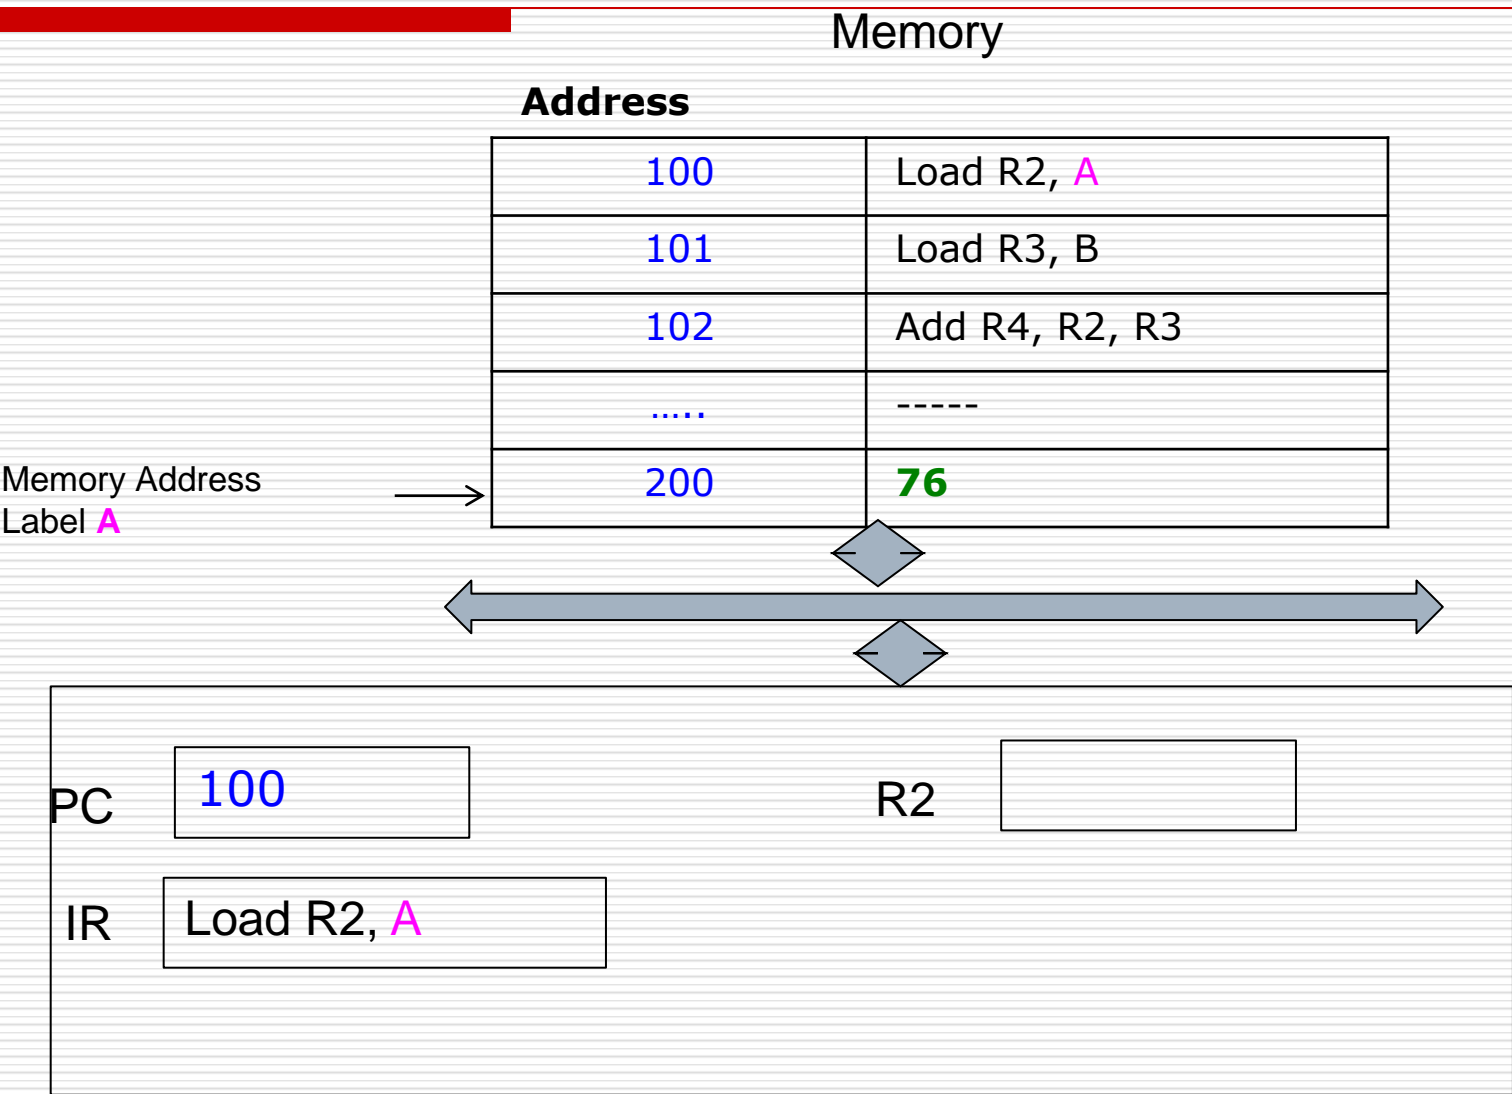 Memory
Address
100 Load R2, A
101 Load R3, B
102 Add R4, R2, R3
….. -----
200 76
Memory Address
Label A
PC 100 R2
IR Load R2, A